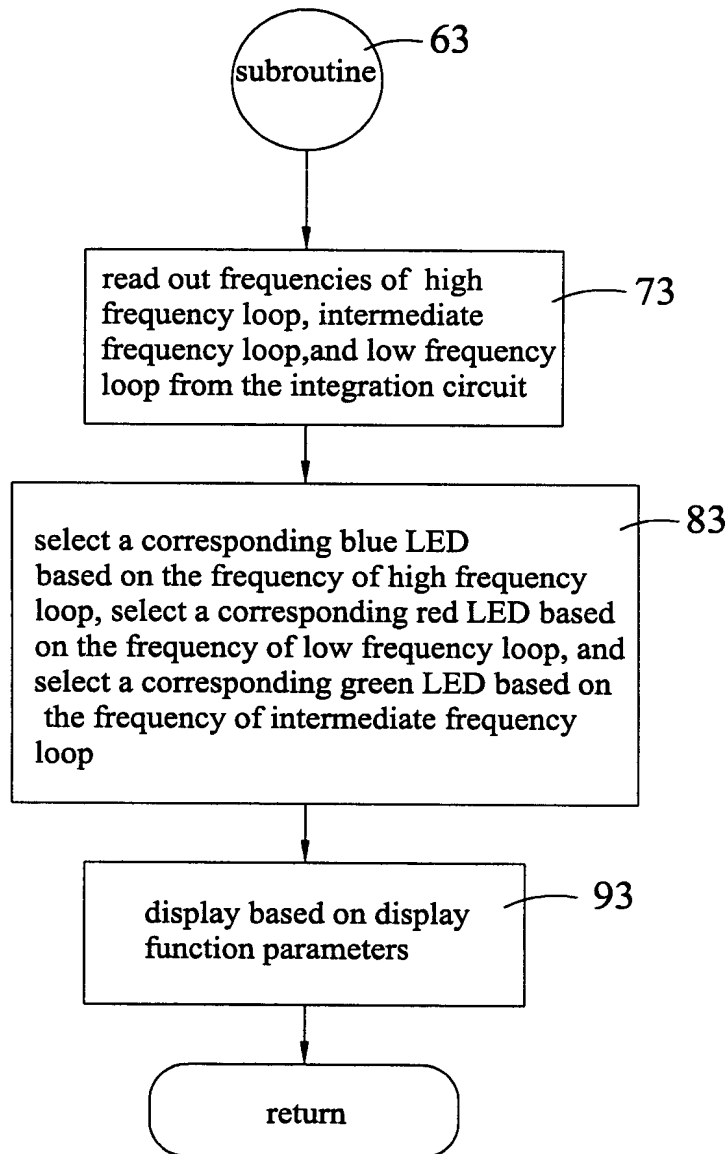 63
subroutine
read out frequencies of high
frequency loop, intermediate
frequency loop,and low frequency
loop from the integration circuit
73
select a corresponding blue LED
based on the frequency of high frequency
loop, select a corresponding red LED based
on the frequency of low frequency loop, and
select a corresponding green LED based on
the frequency of intermediate frequency
loop
83
display based on display
function parameters
93
return